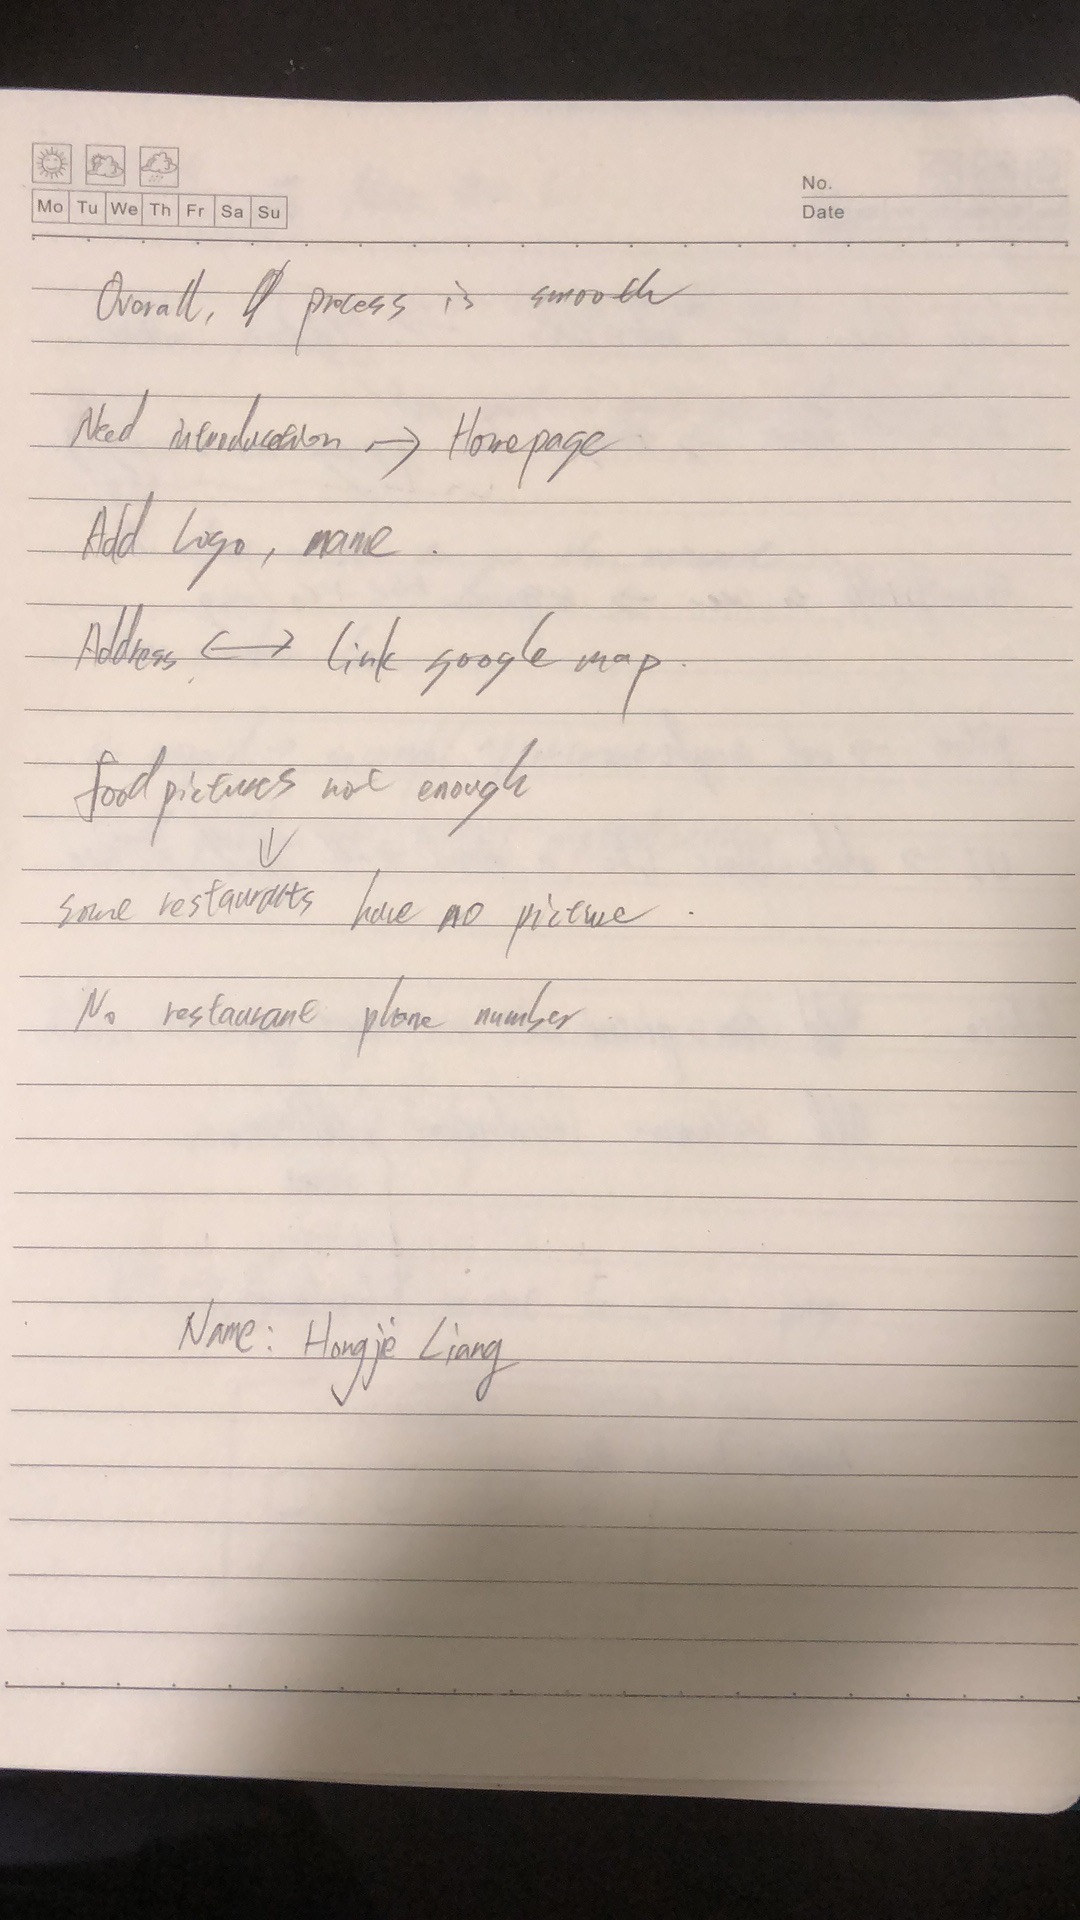 No.
Mo Tu We Th Fr Sa Su
Date
Overall, process is smooth
Need introduction → Homepage
Add Logo, name.
Address ↔ link google map.
food pictures not enough
↓
some restaurants have no picture.
No restaurant phone number
Name: Hongjie Liang